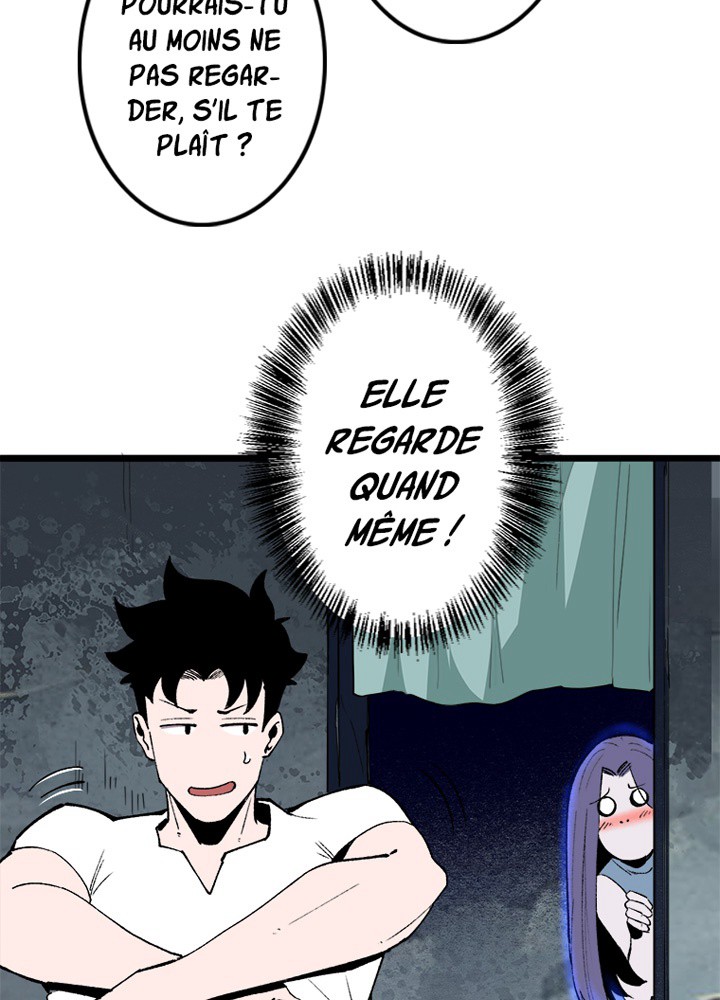 POURRAIS-TU
AU MOINS NE
PAS REGAR-
DER, S'IL TE
PLAÎT ?
ELLE
REGARDE
QUAND
MÊME !